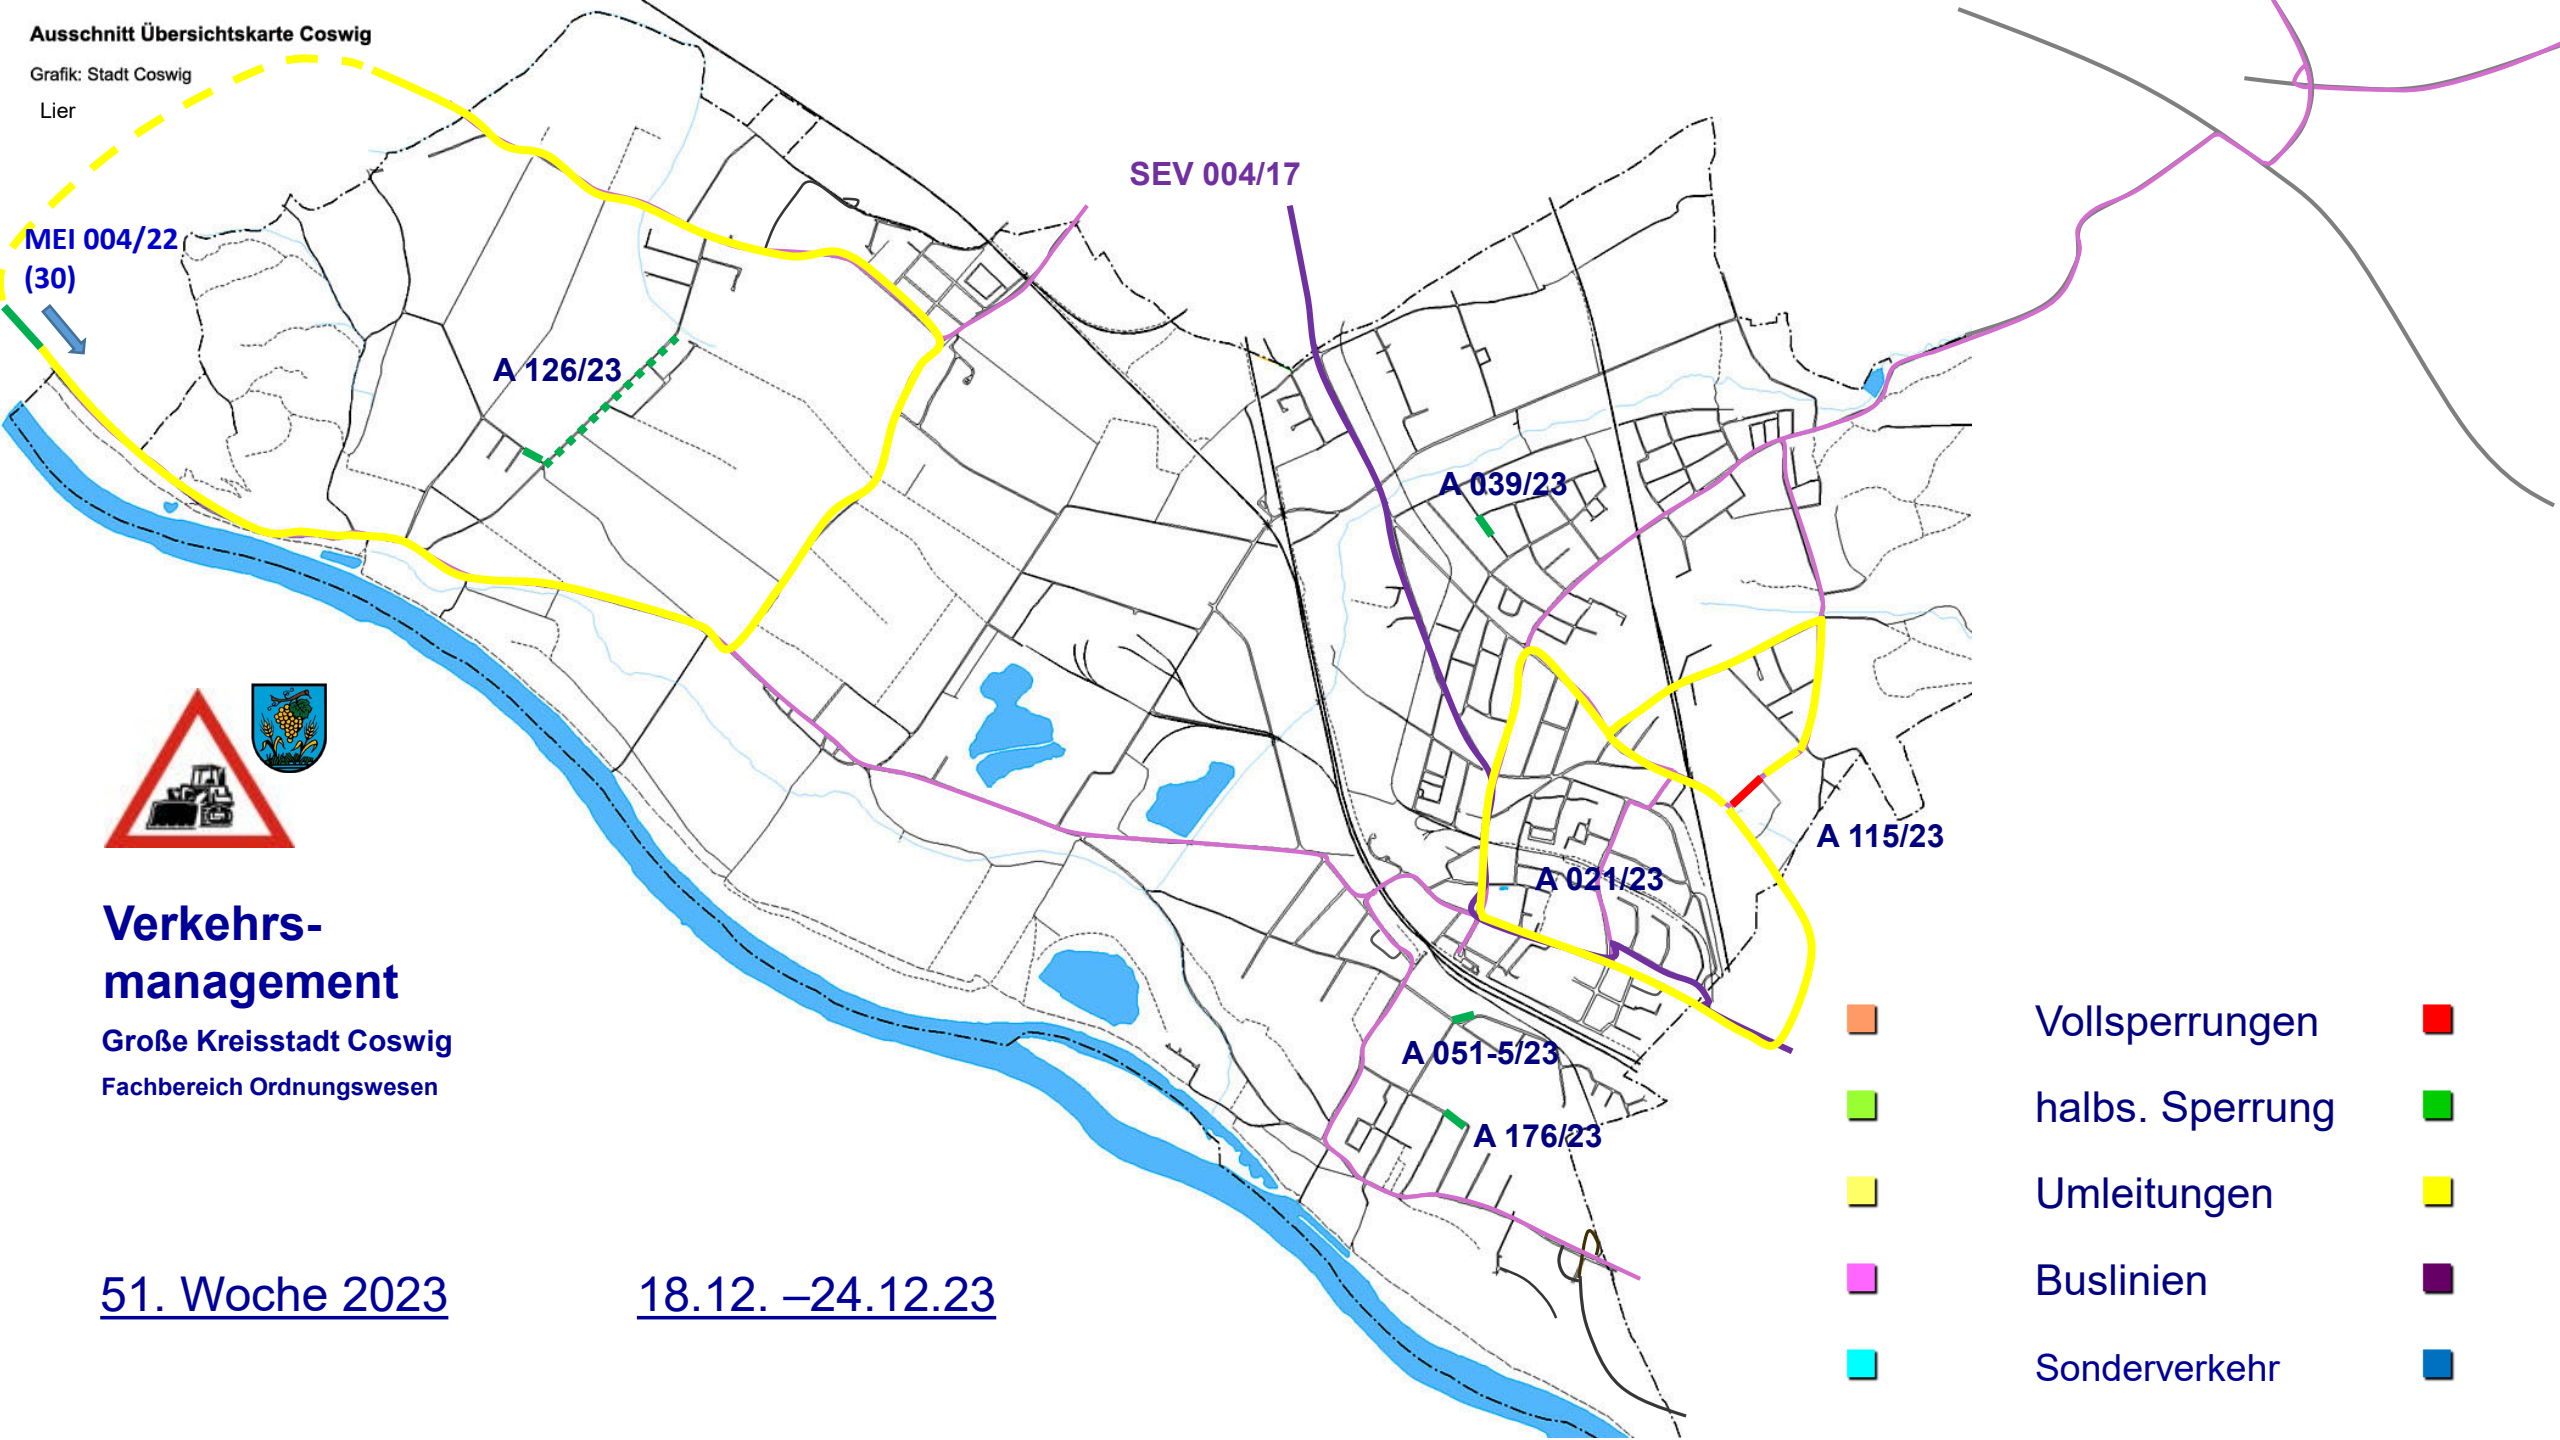 Ausschnitt Übersichtskarte Coswig
Grafik: Stadt Coswig
Lier
SEV 004/17
MEI 004/22
(30)
A 126/23
A 039/23
A 115/23
A 021/23
Verkehrs-
management
Große Kreisstadt Coswig
Fachbereich Ordnungswesen
A 051-5/23
A 176/23
51. Woche 2023
18.12. –24.12.23
Vollsperrungen
halbs. Sperrung
Umleitungen
Buslinien
Sonderverkehr